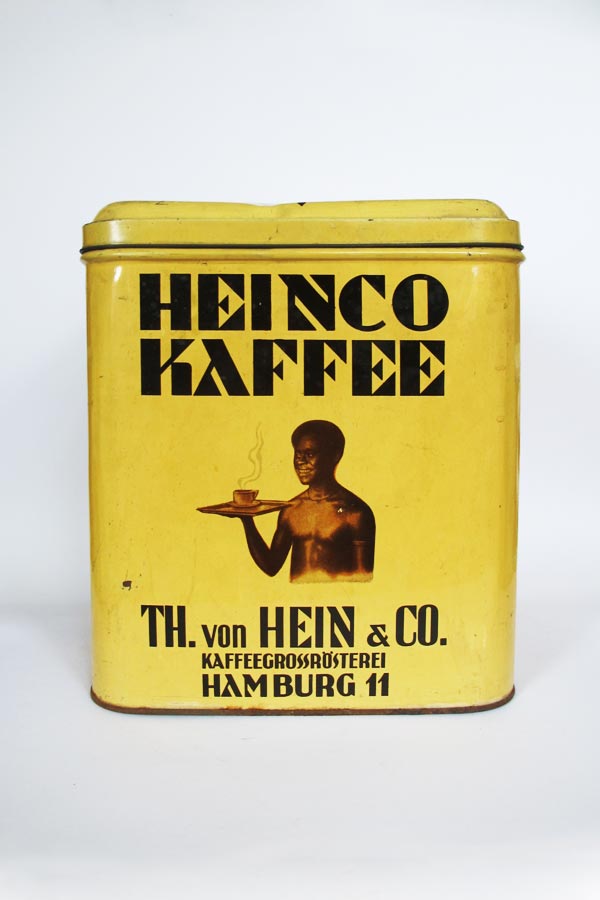 HEINCO
KAFFEE
TH. von HEIN & CO.
KAFFEEGROSSRÖSTEREI
HAMBURG 11